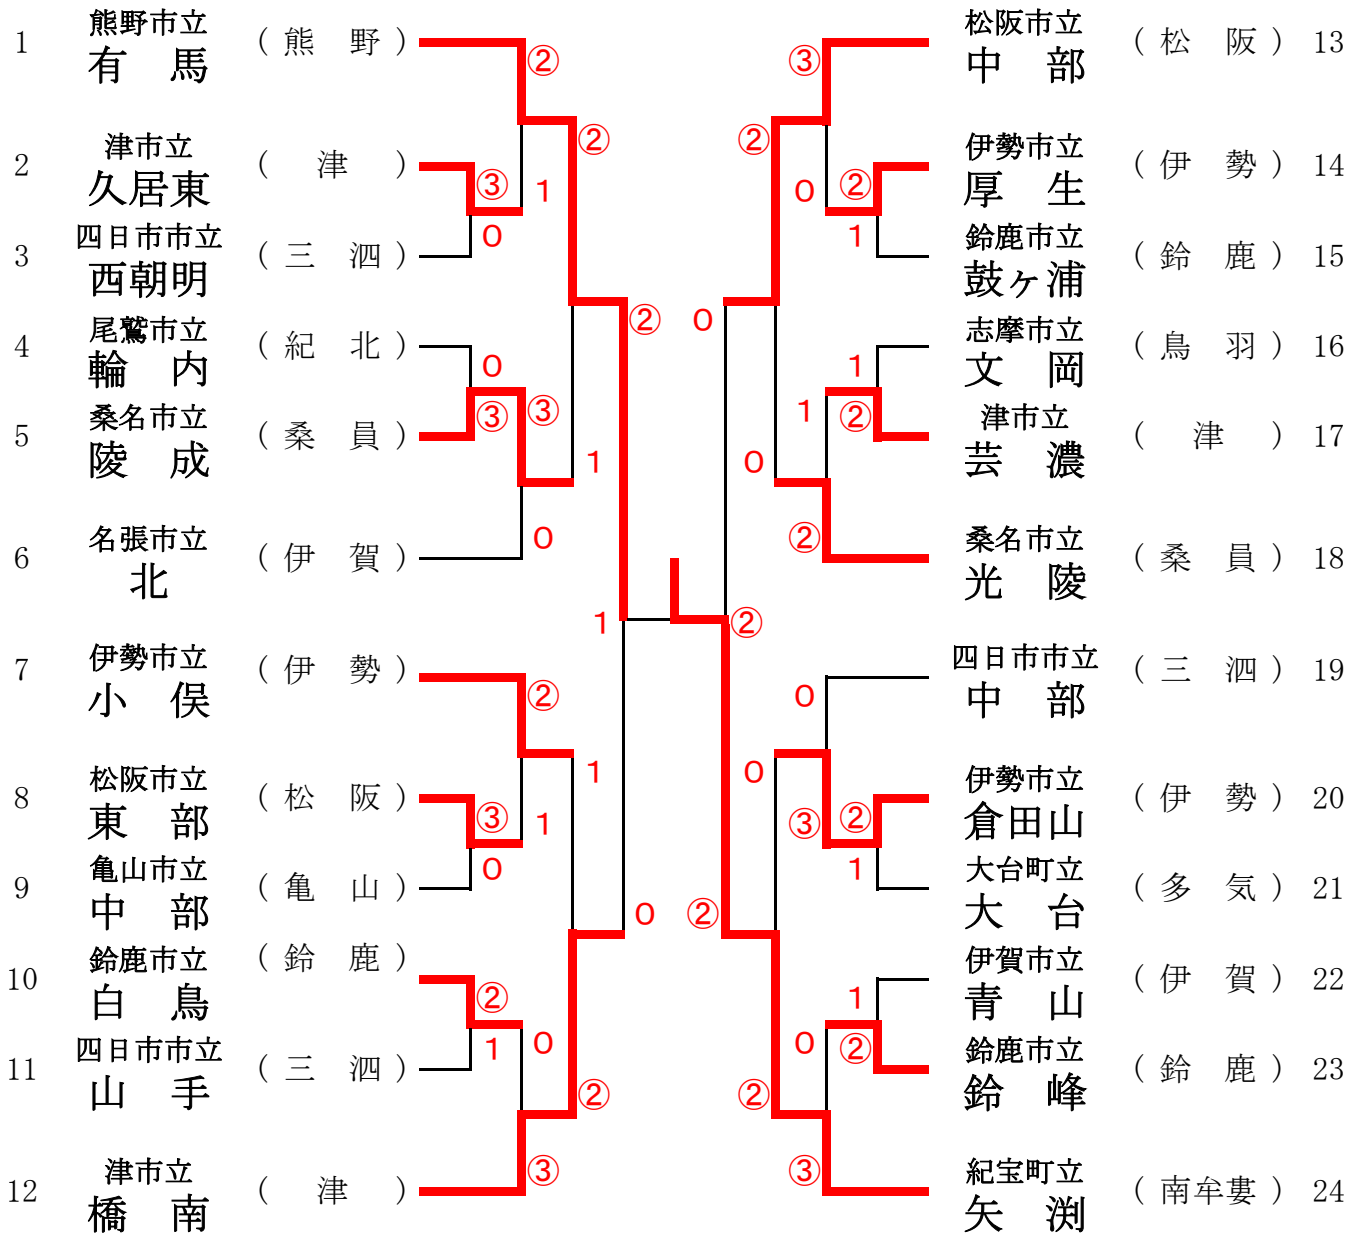 1 熊野市立 有馬 (熊野)
2 津市立 久居東 (津)
3 四日市市立 西朝明 (三泗)
4 尾鷲市立 輪内 (紀北)
5 桑名市立 陵成 (桑員)
6 名張市立 北 (伊賀)
7 伊勢市立 小俣 (伊勢)
8 松阪市立 東部 (松阪)
9 亀山市立 中部 (亀山)
10 鈴鹿市立 白鳥 (鈴鹿)
11 四日市市立 山手 (三泗)
12 津市立 橋南 (津)
② ② ③ 1 0 ② 0 ③ ③ 1 0 1
② 1 ③ 1 0 0 ② 1 0 ② ③
③ ② 0 ② 1 0 1 1 ② 0 ②
② 0 0 ③ ② 1 ② 1 0 ② ② ③
松阪市立 中部 (松阪) 13
伊勢市立 厚生 (伊勢) 14
鈴鹿市立 鼓ヶ浦 (鈴鹿) 15
志摩市立 文岡 (鳥羽) 16
津市立 芸濃 (津) 17
桑名市立 光陵 (桑員) 18
四日市市立 中部 (三泗) 19
伊勢市立 倉田山 (伊勢) 20
大台町立 大台 (多気) 21
伊賀市立 青山 (伊賀) 22
鈴鹿市立 鈴峰 (鈴鹿) 23
紀宝町立 矢渕 (南牟婁) 24